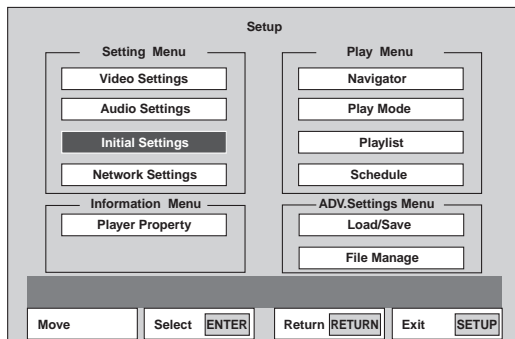 Setup
Setting Menu
Video Settings
Audio Settings
Initial Settings
Network Settings
Information Menu
Player Property
Play Menu
Navigator
Play Mode
Playlist
Schedule
ADV.Settings Menu
Load/Save
File Manage
Move
Select ENTER
Return RETURN
Exit SETUP